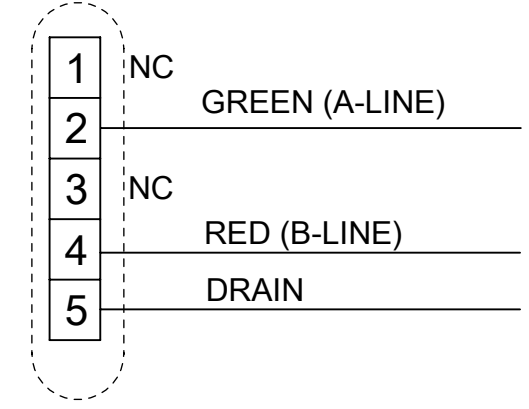 1 NC
GREEN (A-LINE)
2
3 NC
RED (B-LINE)
4
DRAIN
5